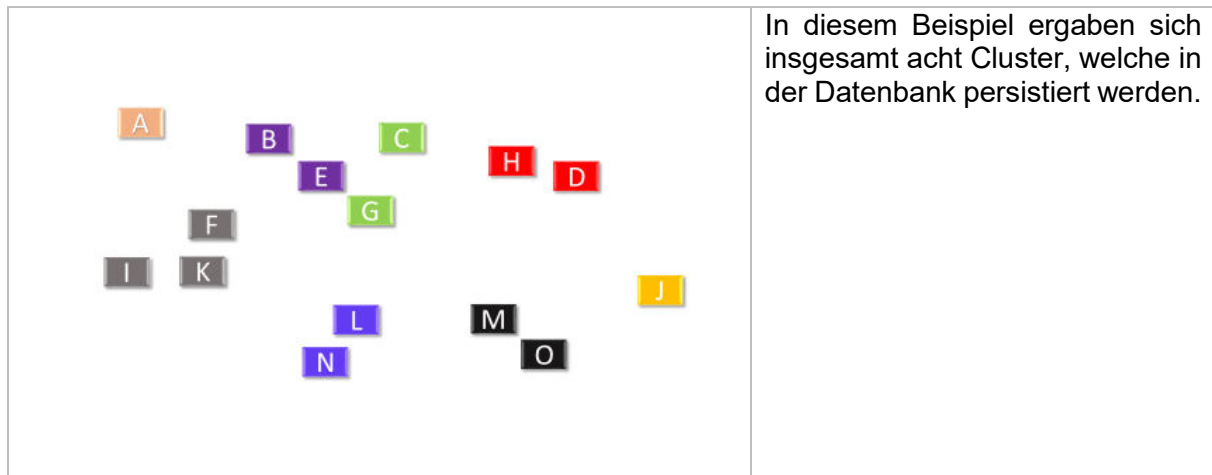 In diesem Beispiel ergaben sich
insgesamt acht Cluster, welche in
der Datenbank persistiert werden.
A
B
C
H
D
E
G
F
I
K
J
L
M
N
O